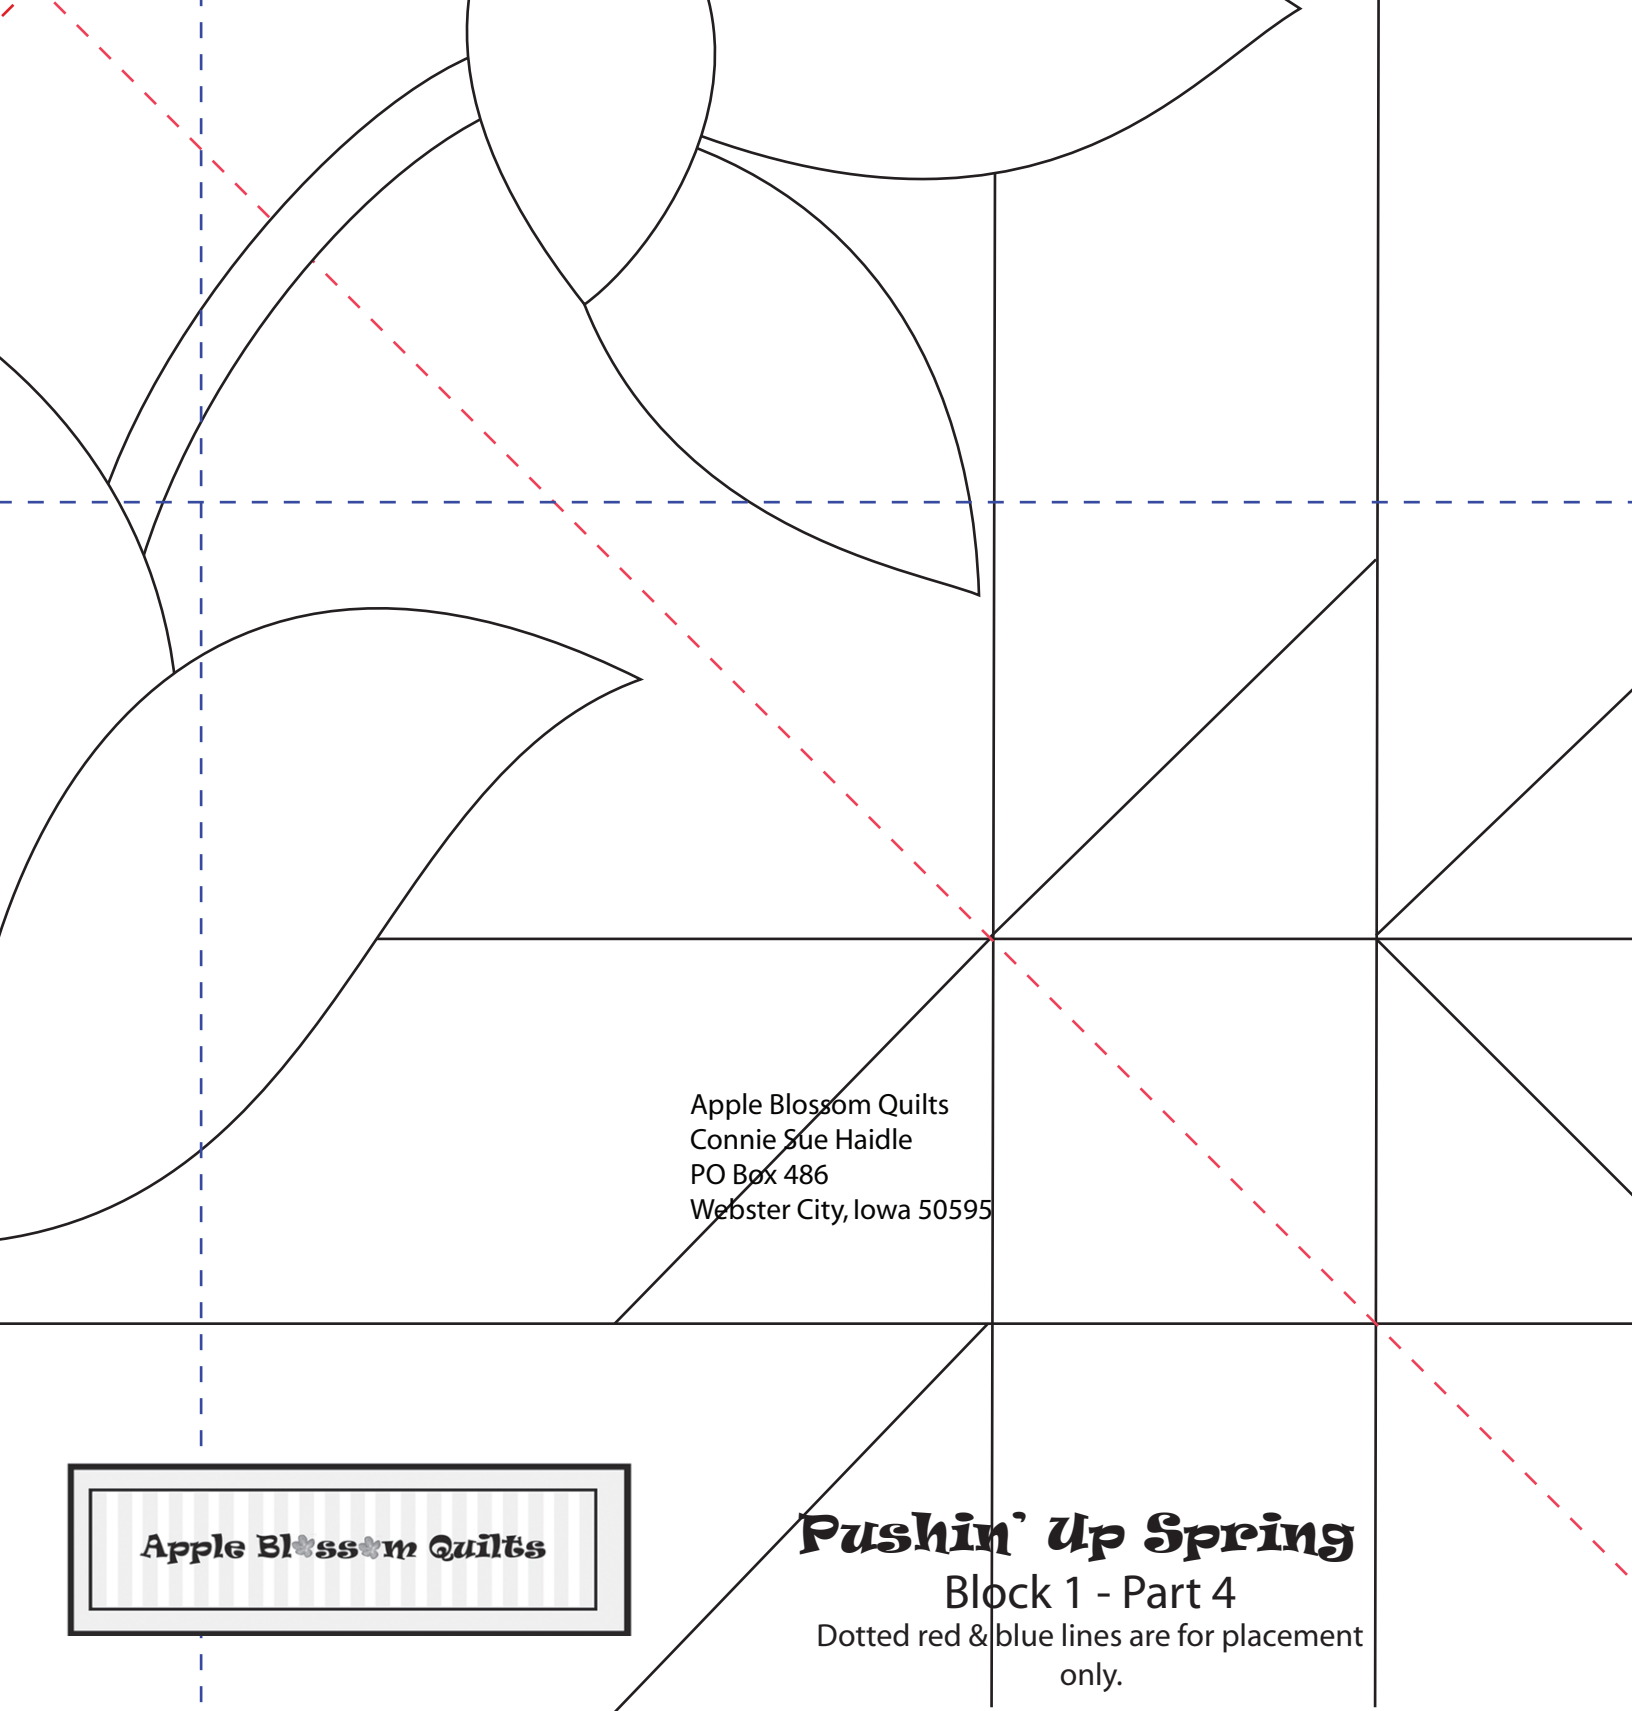 Apple Blossom Quilts
Connie Sue Haidle
PO Box 486
Webster City, Iowa 50595
Apple Blossom Quilts
Pushin' Up Spring
Block 1 - Part 4
Dotted red & blue lines are for placement
only.